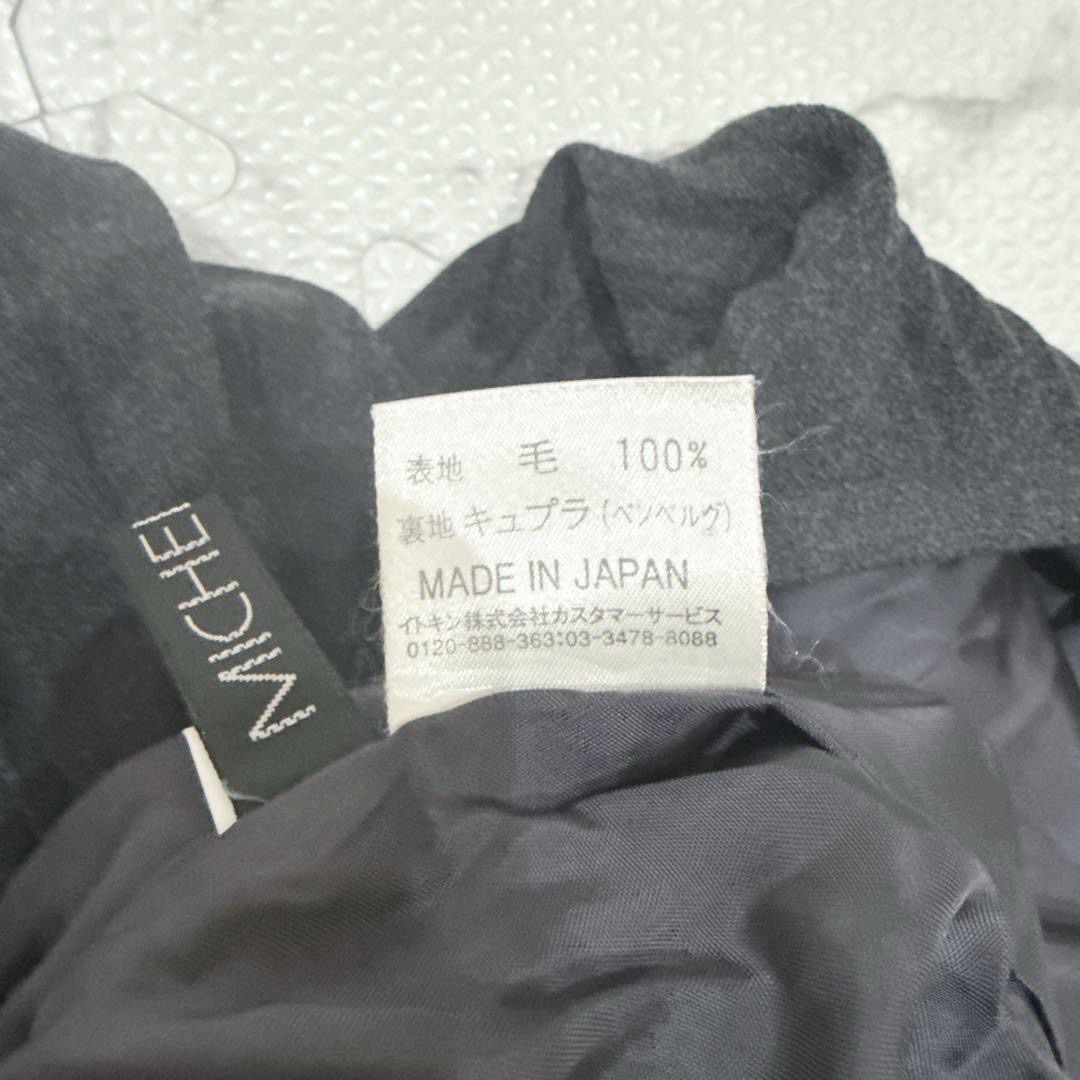 表地 毛 100%
裏地 キュプラ(ベンベルグ)
MADE IN JAPAN
イトキン株式会社カスタマーサービス
0120-888-363:03-3478-8088
MICHE